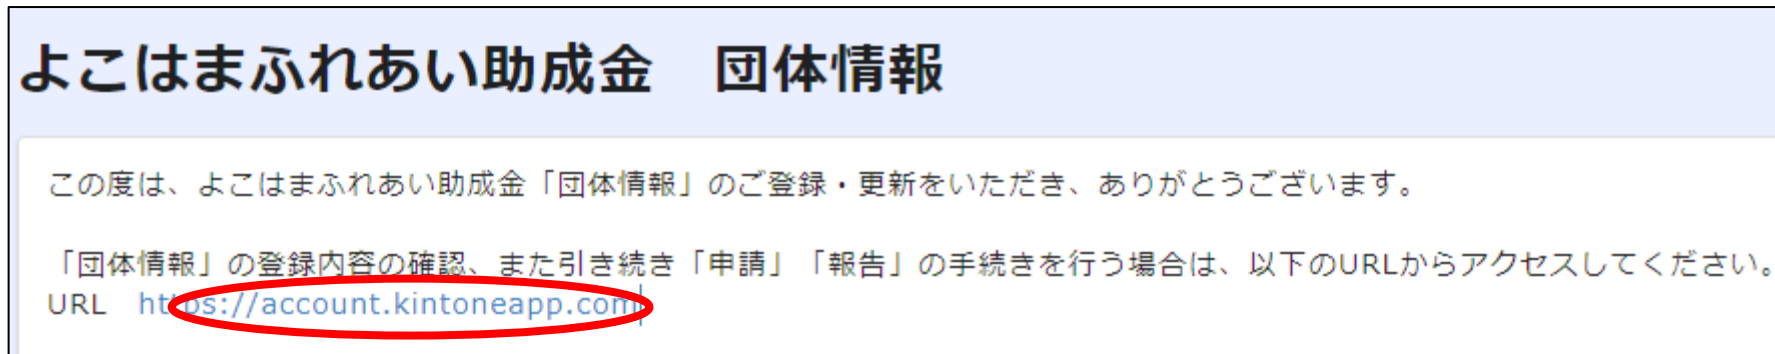 よこはまふれあい助成金　団体情報
この度は、よこはまふれあい助成金「団体情報」のご登録・更新をいただき、ありがとうございます。
「団体情報」の登録内容の確認、また引き続き「申請」「報告」の手続きを行う場合は、以下のURLからアクセスしてください。
URL　https://account.kintoneapp.com